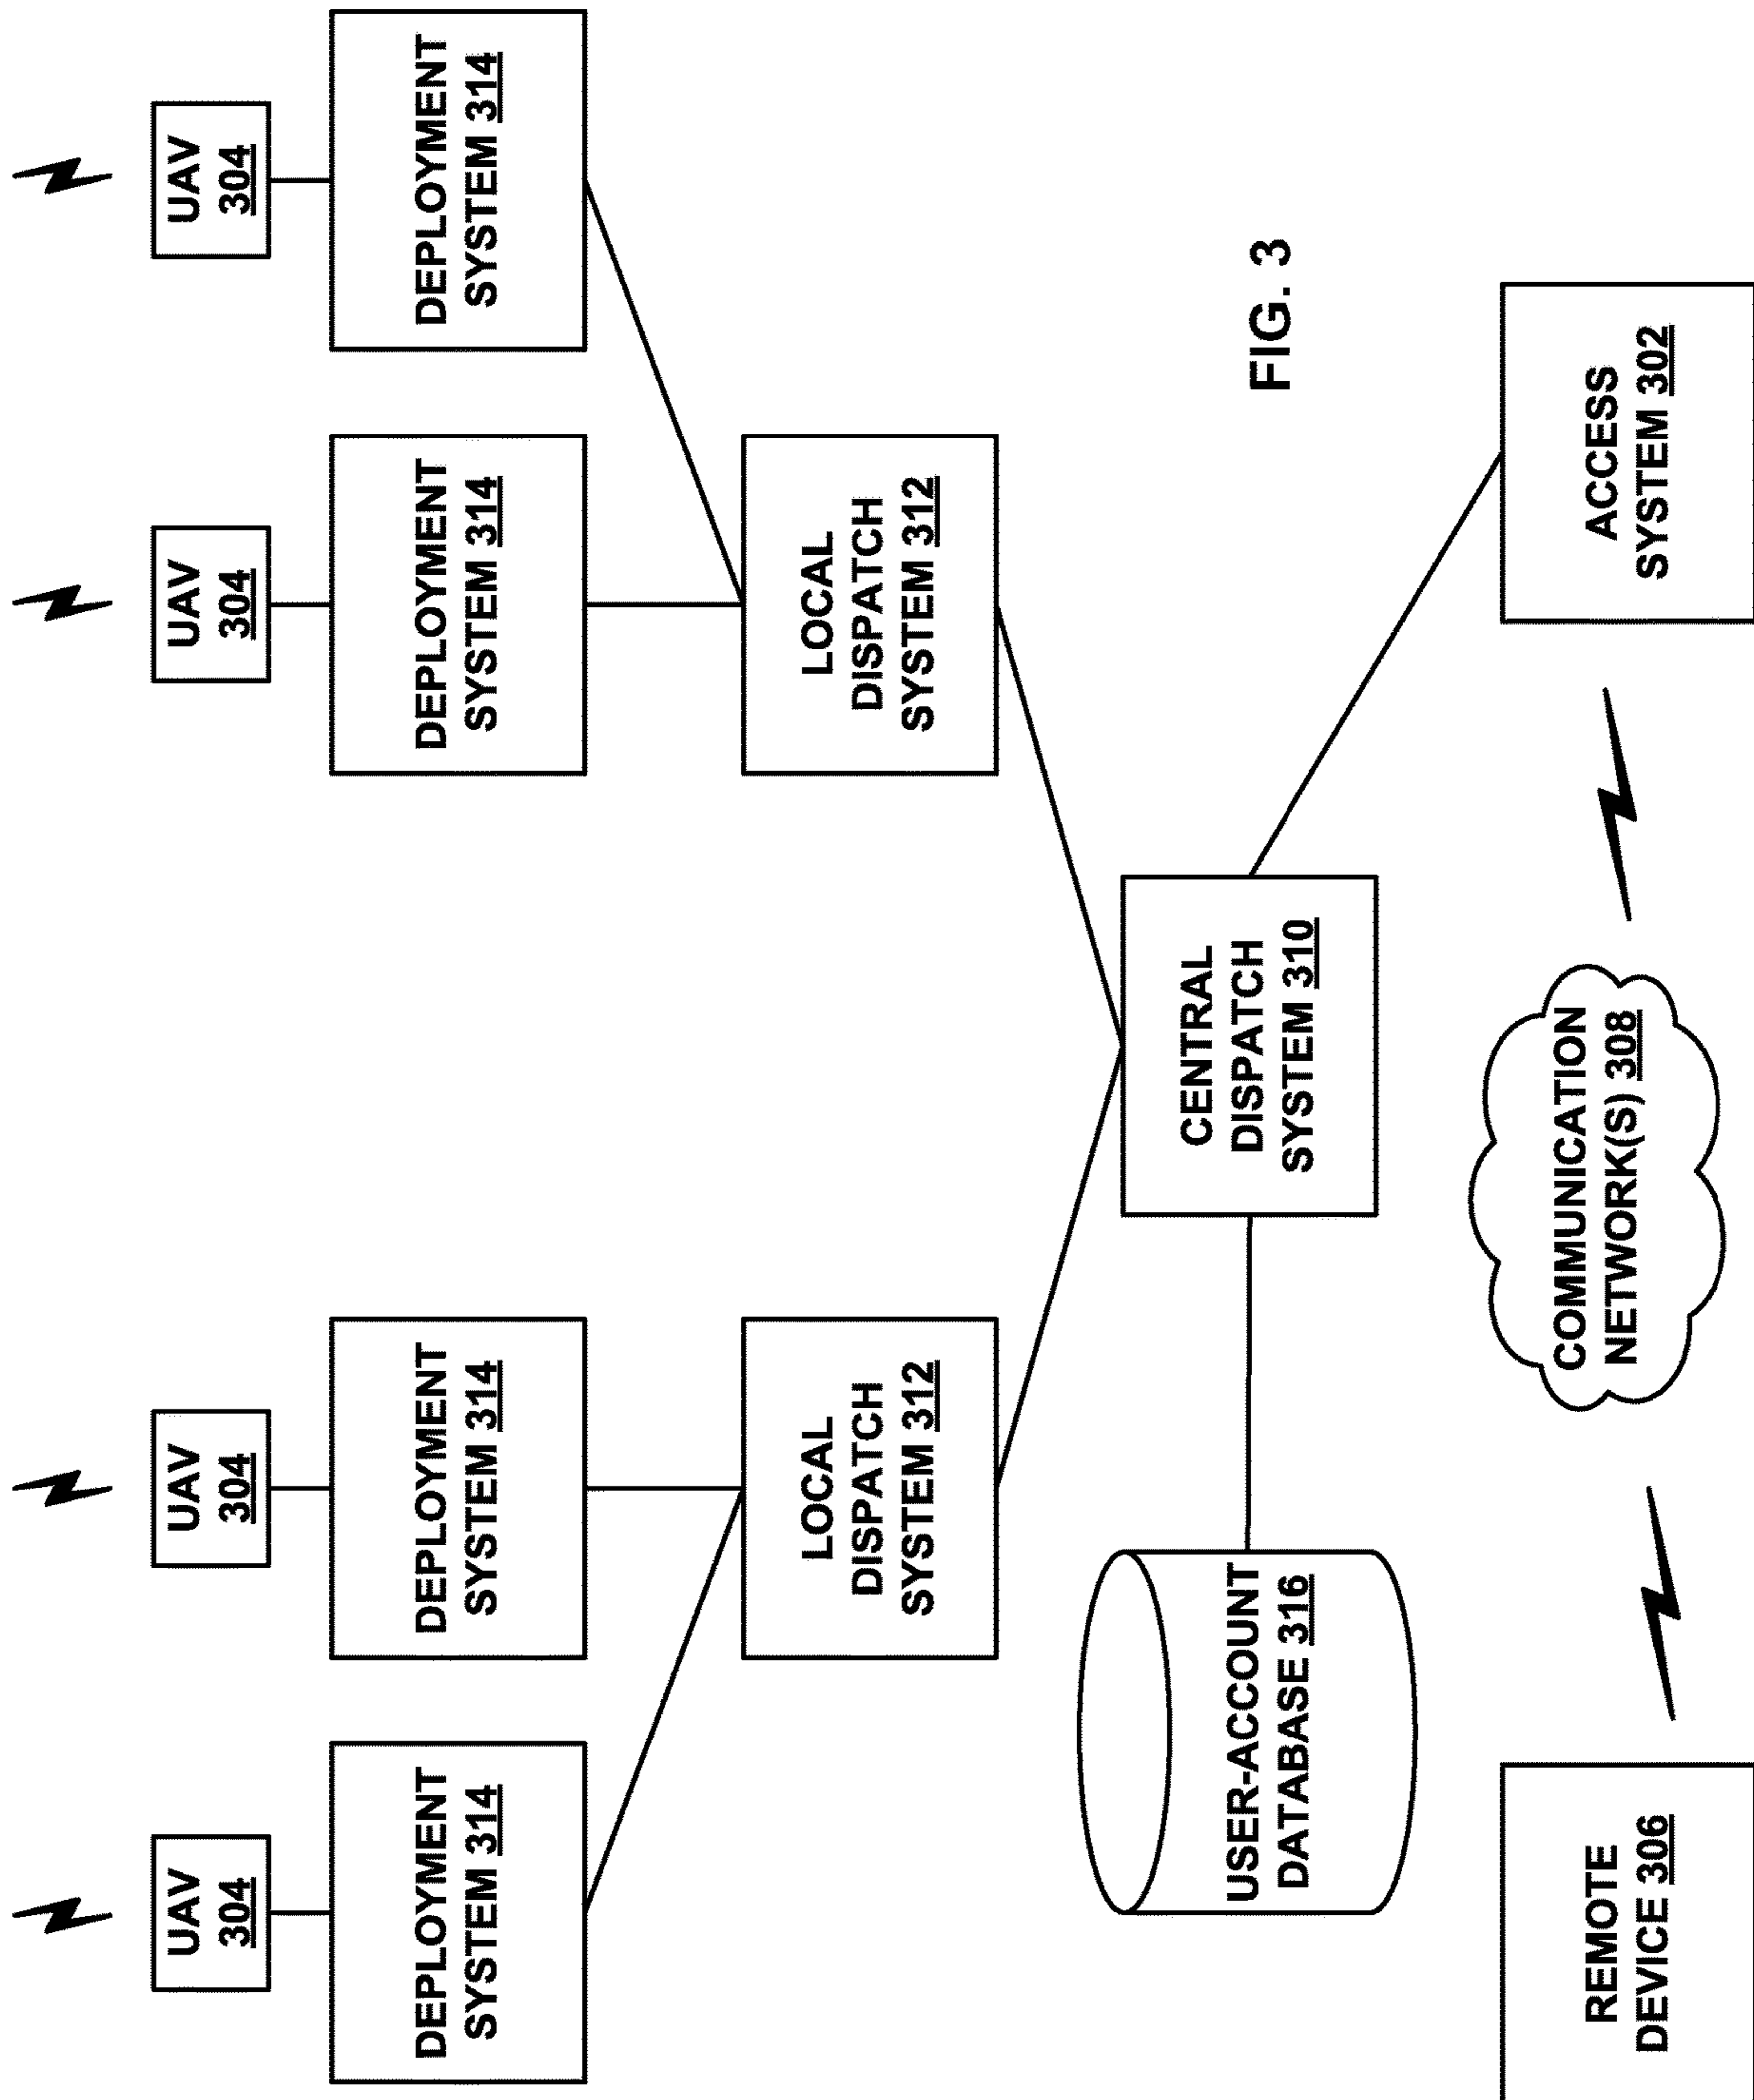 UAV
304
UAV
304
UAV
304
UAV
304
DEPLOYMENT
SYSTEM 314
DEPLOYMENT
SYSTEM 314
DEPLOYMENT
SYSTEM 314
DEPLOYMENT
SYSTEM 314
LOCAL
DISPATCH
SYSTEM 312
LOCAL
DISPATCH
SYSTEM 312
USER-ACCOUNT
DATABASE 316
CENTRAL
DISPATCH
SYSTEM 310
FIG. 3
REMOTE
DEVICE 306
COMMUNICATION
NETWORK(S) 308
ACCESS
SYSTEM 302